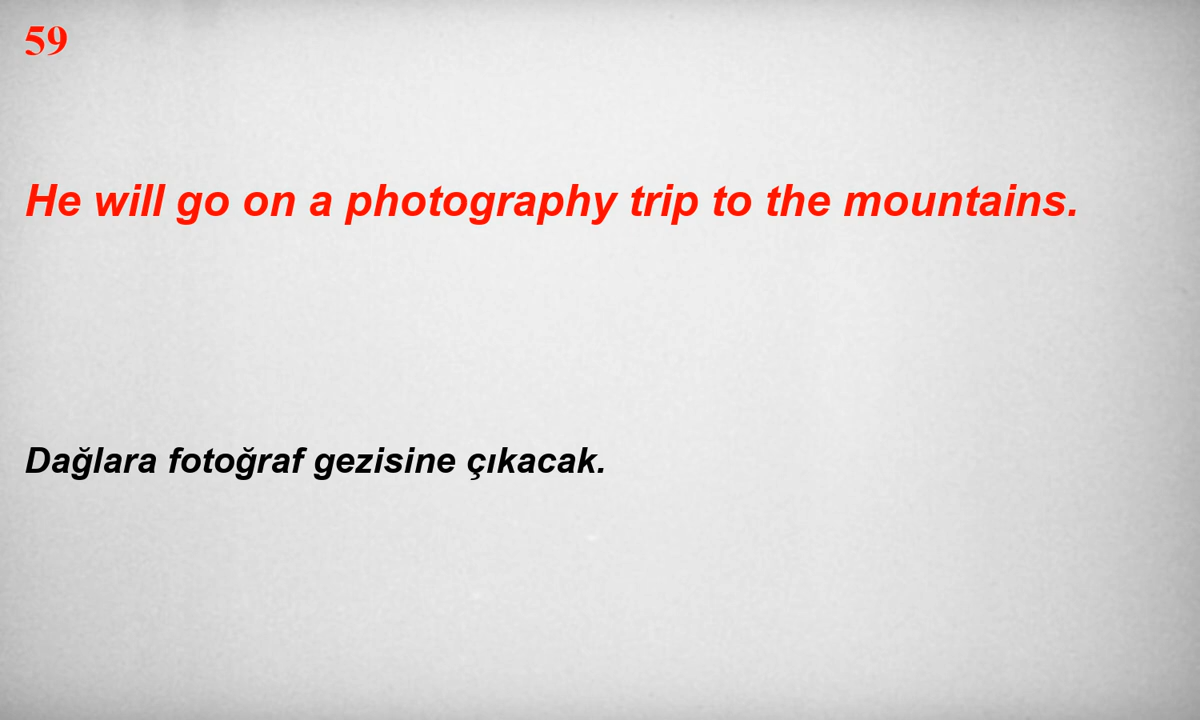 59
He will go on a photography trip to the mountains.
Dağlara fotoğraf gezisine çıkacak.